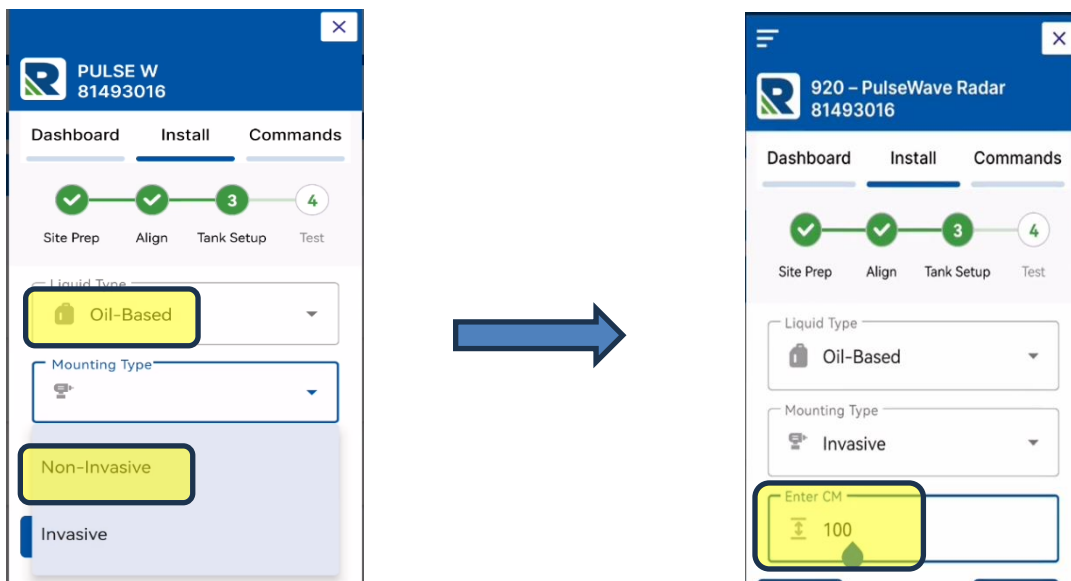 PULSE W
81493016
Dashboard Install Commands
3 4
Site Prep Align Tank Setup Test
Liquid Type
Oil-Based
Mounting Type
Non-Invasive
Invasive
920 – PulseWave Radar
81493016
Dashboard Install Commands
3 4
Site Prep Align Tank Setup Test
Liquid Type
Oil-Based
Mounting Type
Invasive
Enter CM
100